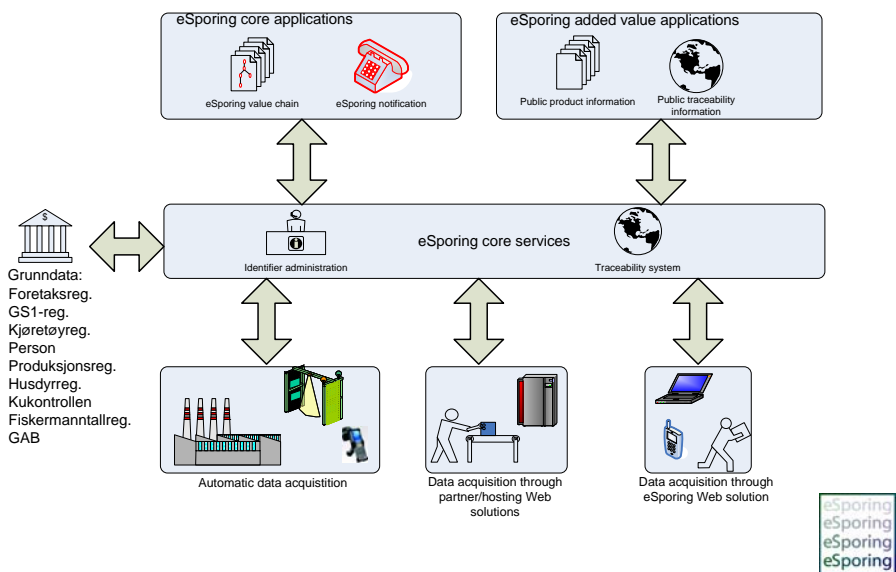 eSporing core applications
eSporing value chain
eSporing notification
eSporing added value applications
Public product information
Public traceability
information
$
Grunndata:
Foretaksreg.
GS1-reg.
Kjøretøyreg.
Person
Produksjonsreg.
Husdyrreg.
Kukontrollen
Fiskermanntallreg.
GAB
eSporing core services
Identifier administration
Traceability system
Automatic data acquistition
Data acquisition through
partner/hosting Web
solutions
Data acquisition through
eSporing Web solution
eSporing
eSporing
eSporing
eSporing